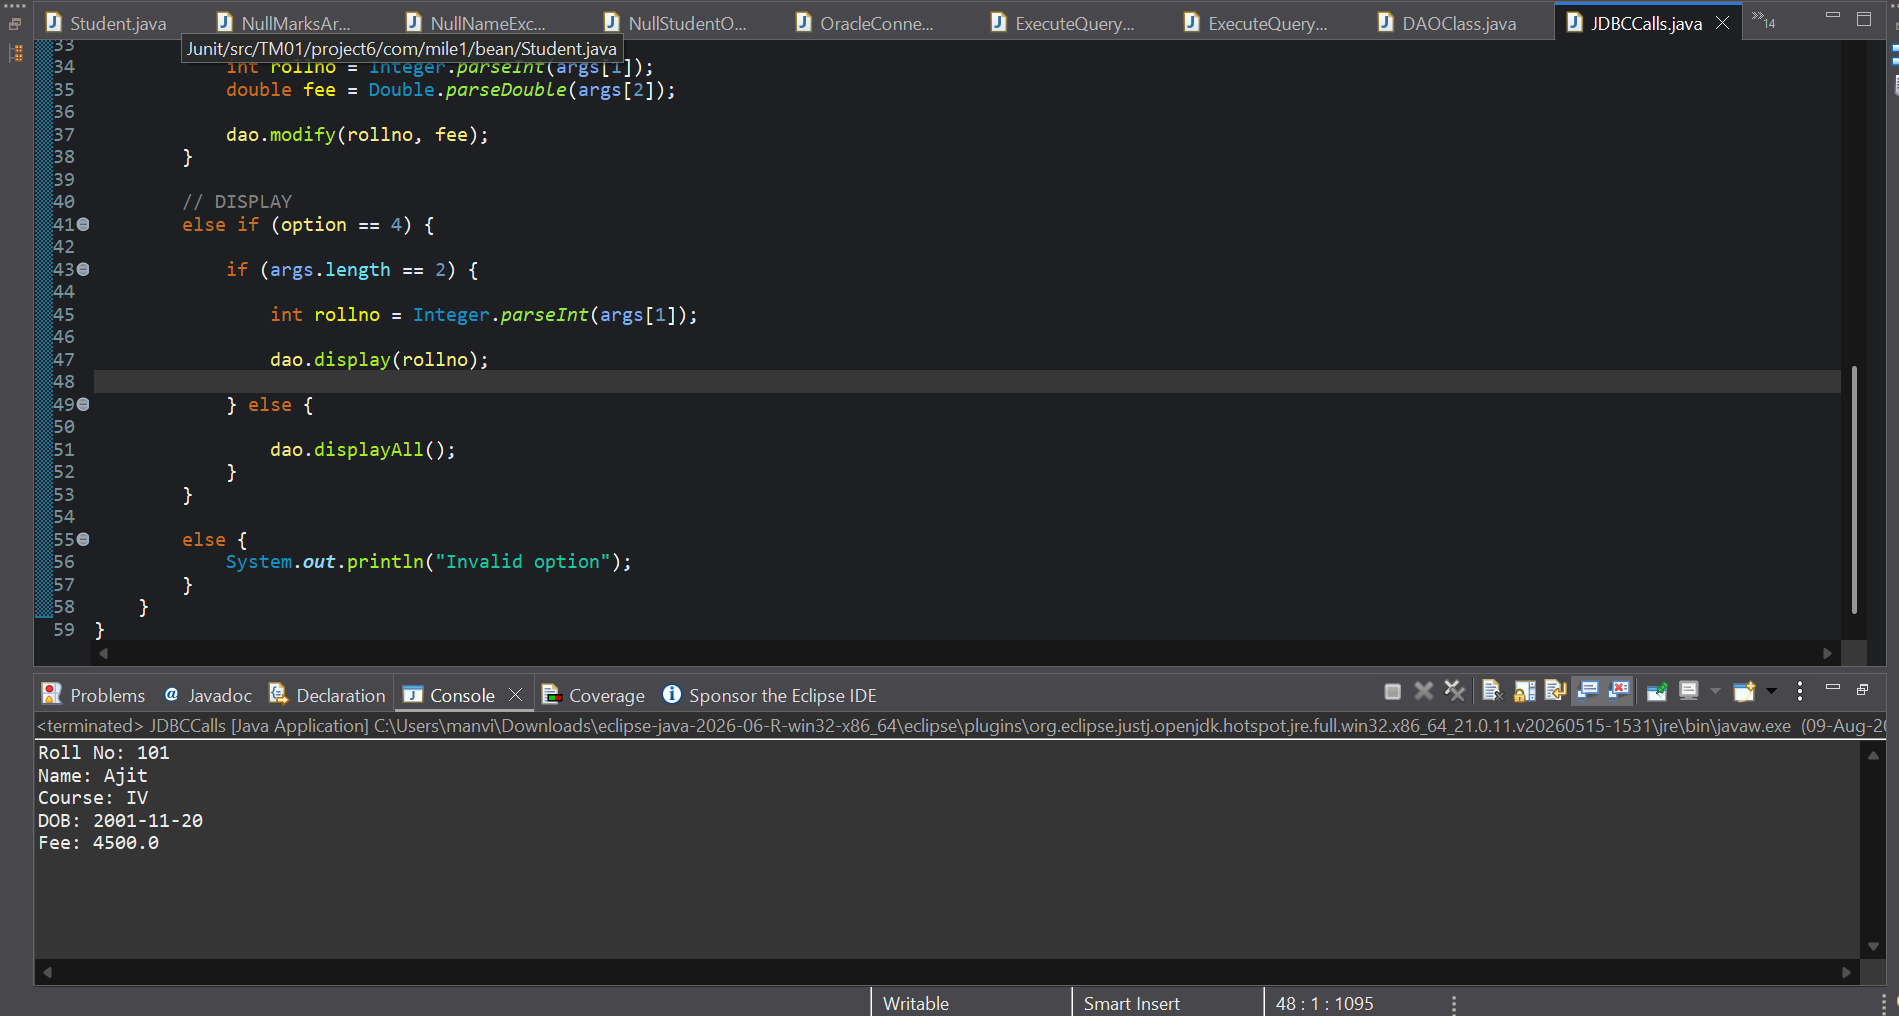 Student.java NullMarksAr... NullNameExc... NullStudentO... OracleConne... ExecuteQuery... ExecuteQuery... DAOClass.java JDBCCalls.java »14
Junit/src/TM01/project6/com/mile1/bean/Student.java
33
34 int rollno = Integer.parseInt(args[1]);
35 double fee = Double.parseDouble(args[2]);
36
37 dao.modify(rollno, fee);
38 }
39
40 // DISPLAY
41 else if (option == 4) {
42
43 if (args.length == 2) {
44
45 int rollno = Integer.parseInt(args[1]);
46
47 dao.display(rollno);
48
49 } else {
50
51 dao.displayAll();
52 }
53 }
54
55 else {
56 System.out.println("Invalid option");
57 }
58 }
59 }
Problems @ Javadoc Declaration Console Coverage Sponsor the Eclipse IDE
<terminated> JDBCCalls [Java Application] C:\Users\manvi\Downloads\eclipse-java-2026-06-R-win32-x86_64\eclipse\plugins\org.eclipse.justj.openjdk.hotspot.jre.full.win32.x86_64_21.0.11.v20260515-1531\jre\bin\javaw.exe (09-Aug-20
Roll No: 101
Name: Ajit
Course: IV
DOB: 2001-11-20
Fee: 4500.0
Writable Smart Insert 48 : 1 : 1095